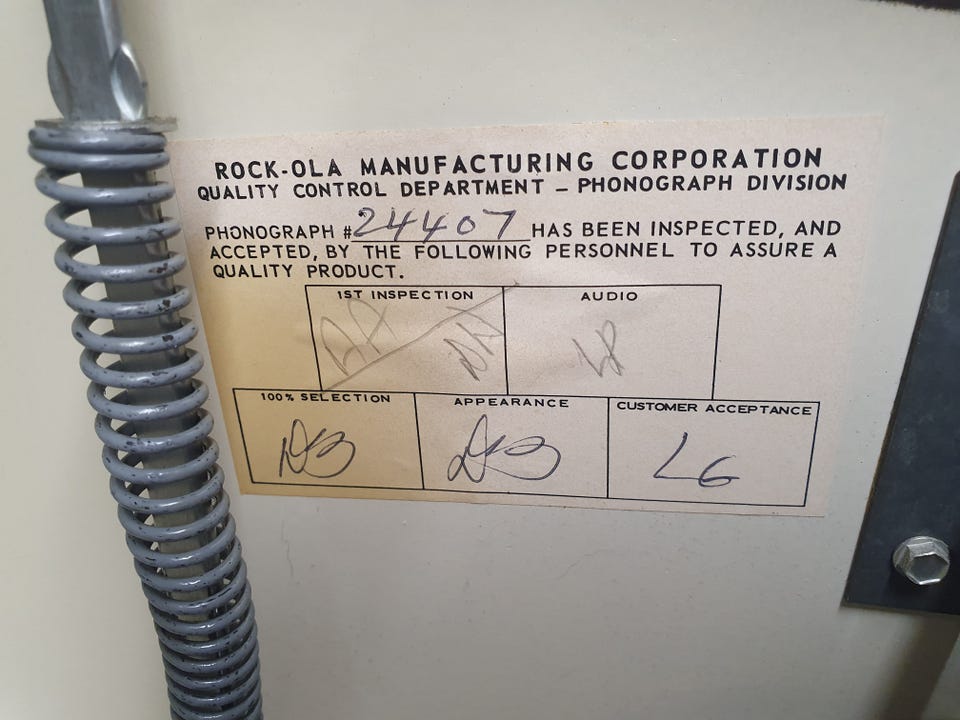 ROCK-OLA MANUFACTURING CORPORATION
QUALITY CONTROL DEPARTMENT — PHONOGRAPH DIVISION
PHONOGRAPH # 24407 HAS BEEN INSPECTED, AND
ACCEPTED, BY THE FOLLOWING PERSONNEL TO ASSURE A
QUALITY PRODUCT.
1ST INSPECTION AUDIO
100% SELECTION APPEARANCE CUSTOMER ACCEPTANCE
LG